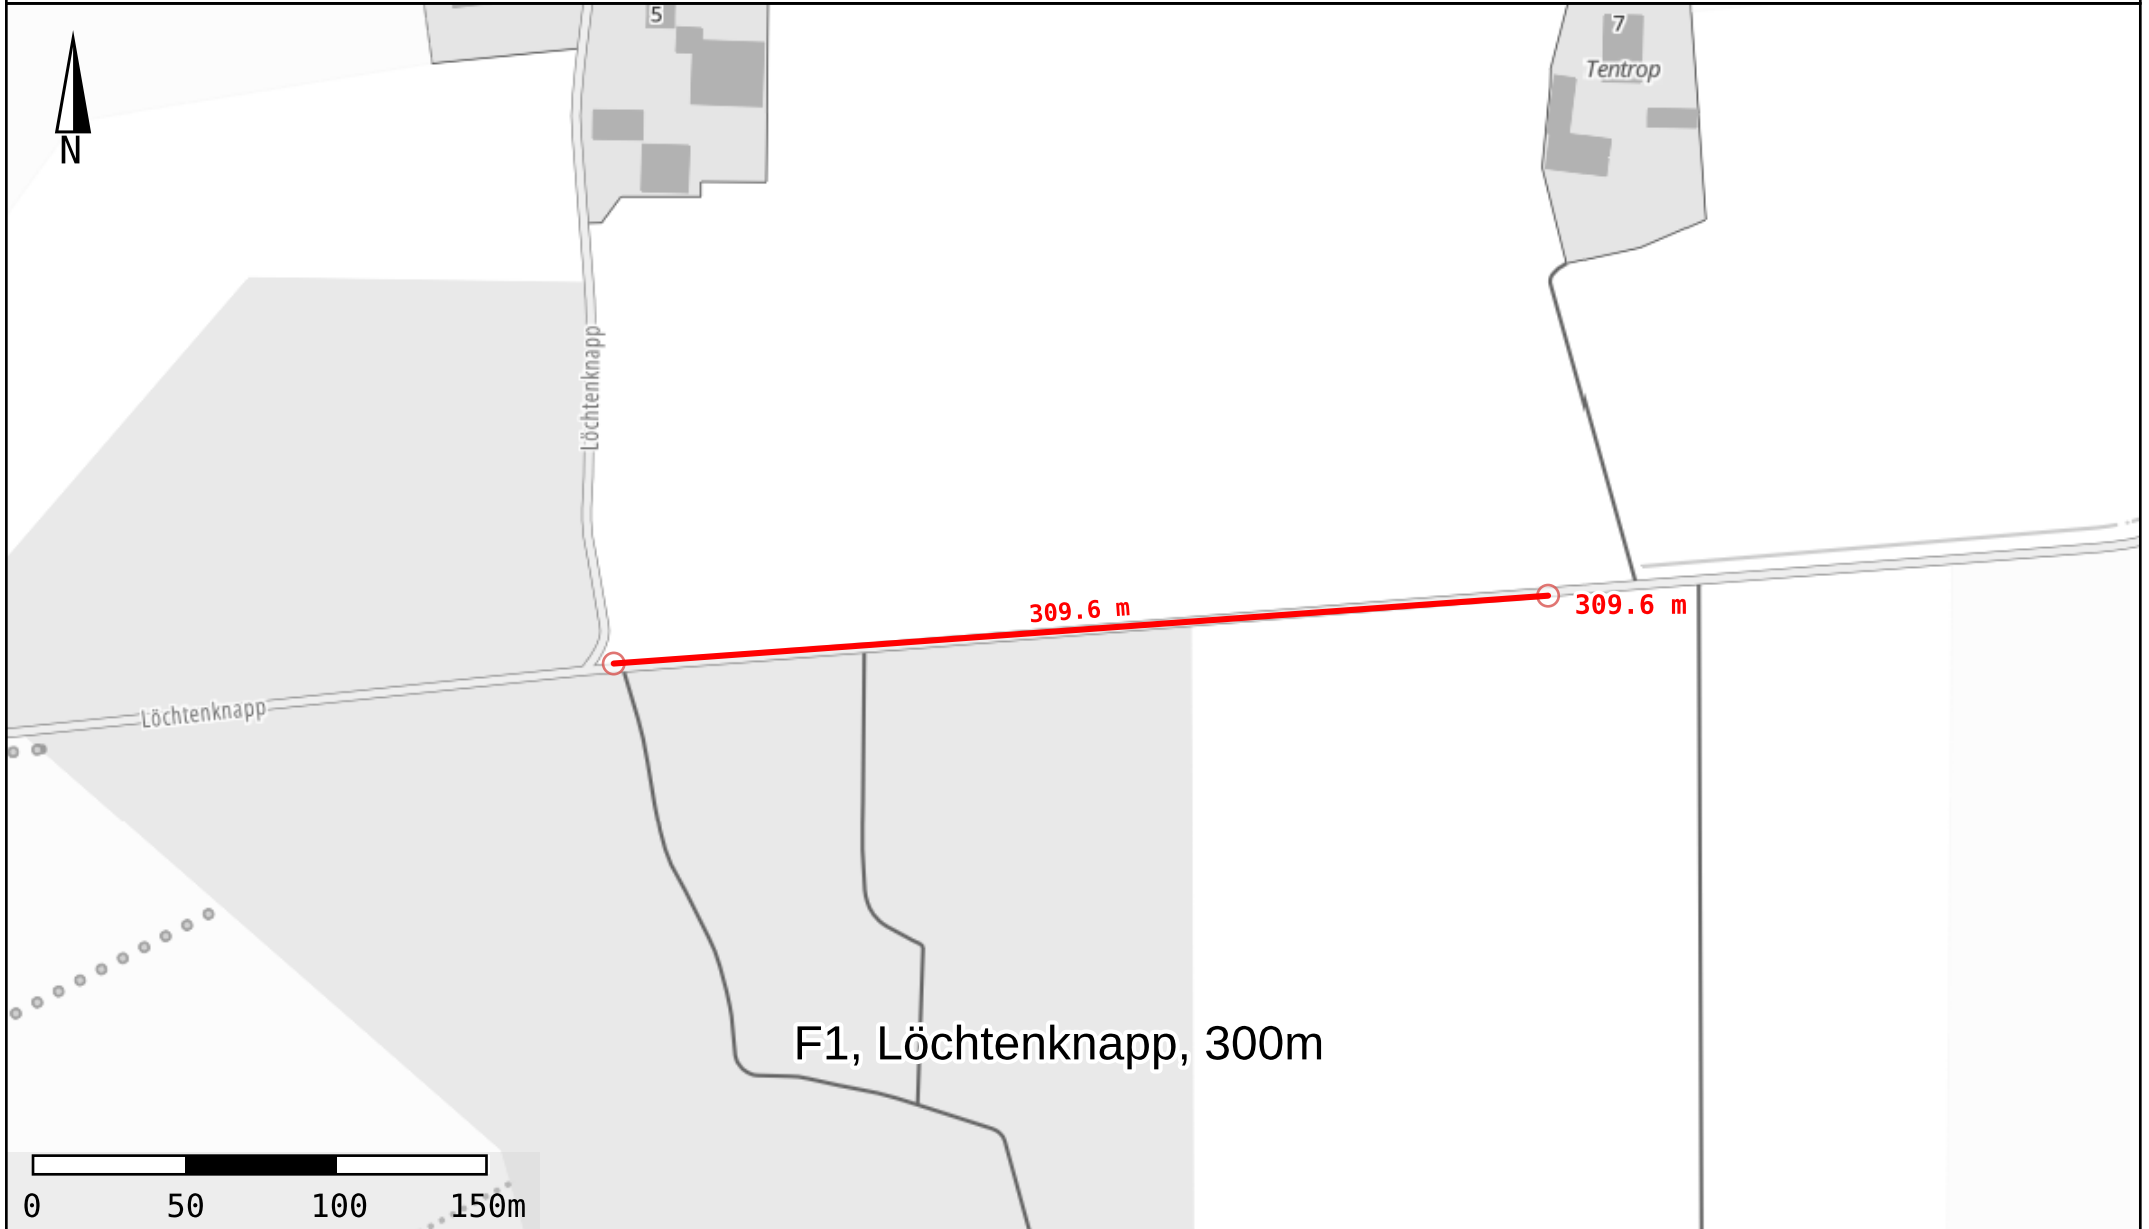 5
7
Tentrop
N
Löchtenknapp
309.6 m
309.6 m
Löchtenknapp
F1, Löchtenknapp, 300m
0 50 100 150m